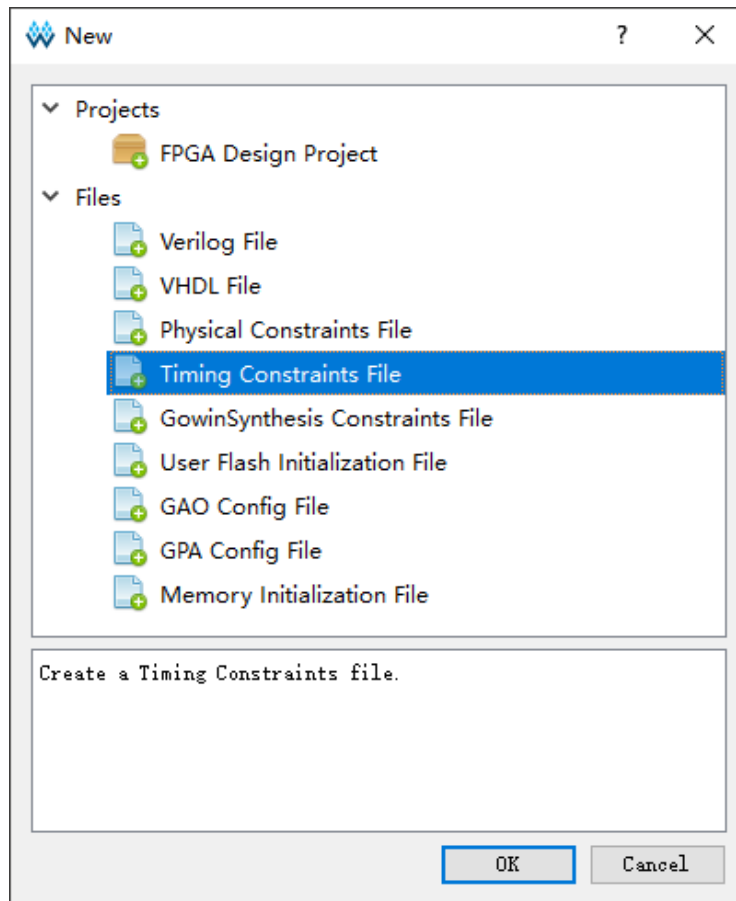 New
?
Projects
FPGA Design Project
Files
Verilog File
VHDL File
Physical Constraints File
Timing Constraints File
GowinSynthesis Constraints File
User Flash Initialization File
GAO Config File
GPA Config File
Memory Initialization File
Create a Timing Constraints file.
OK Cancel